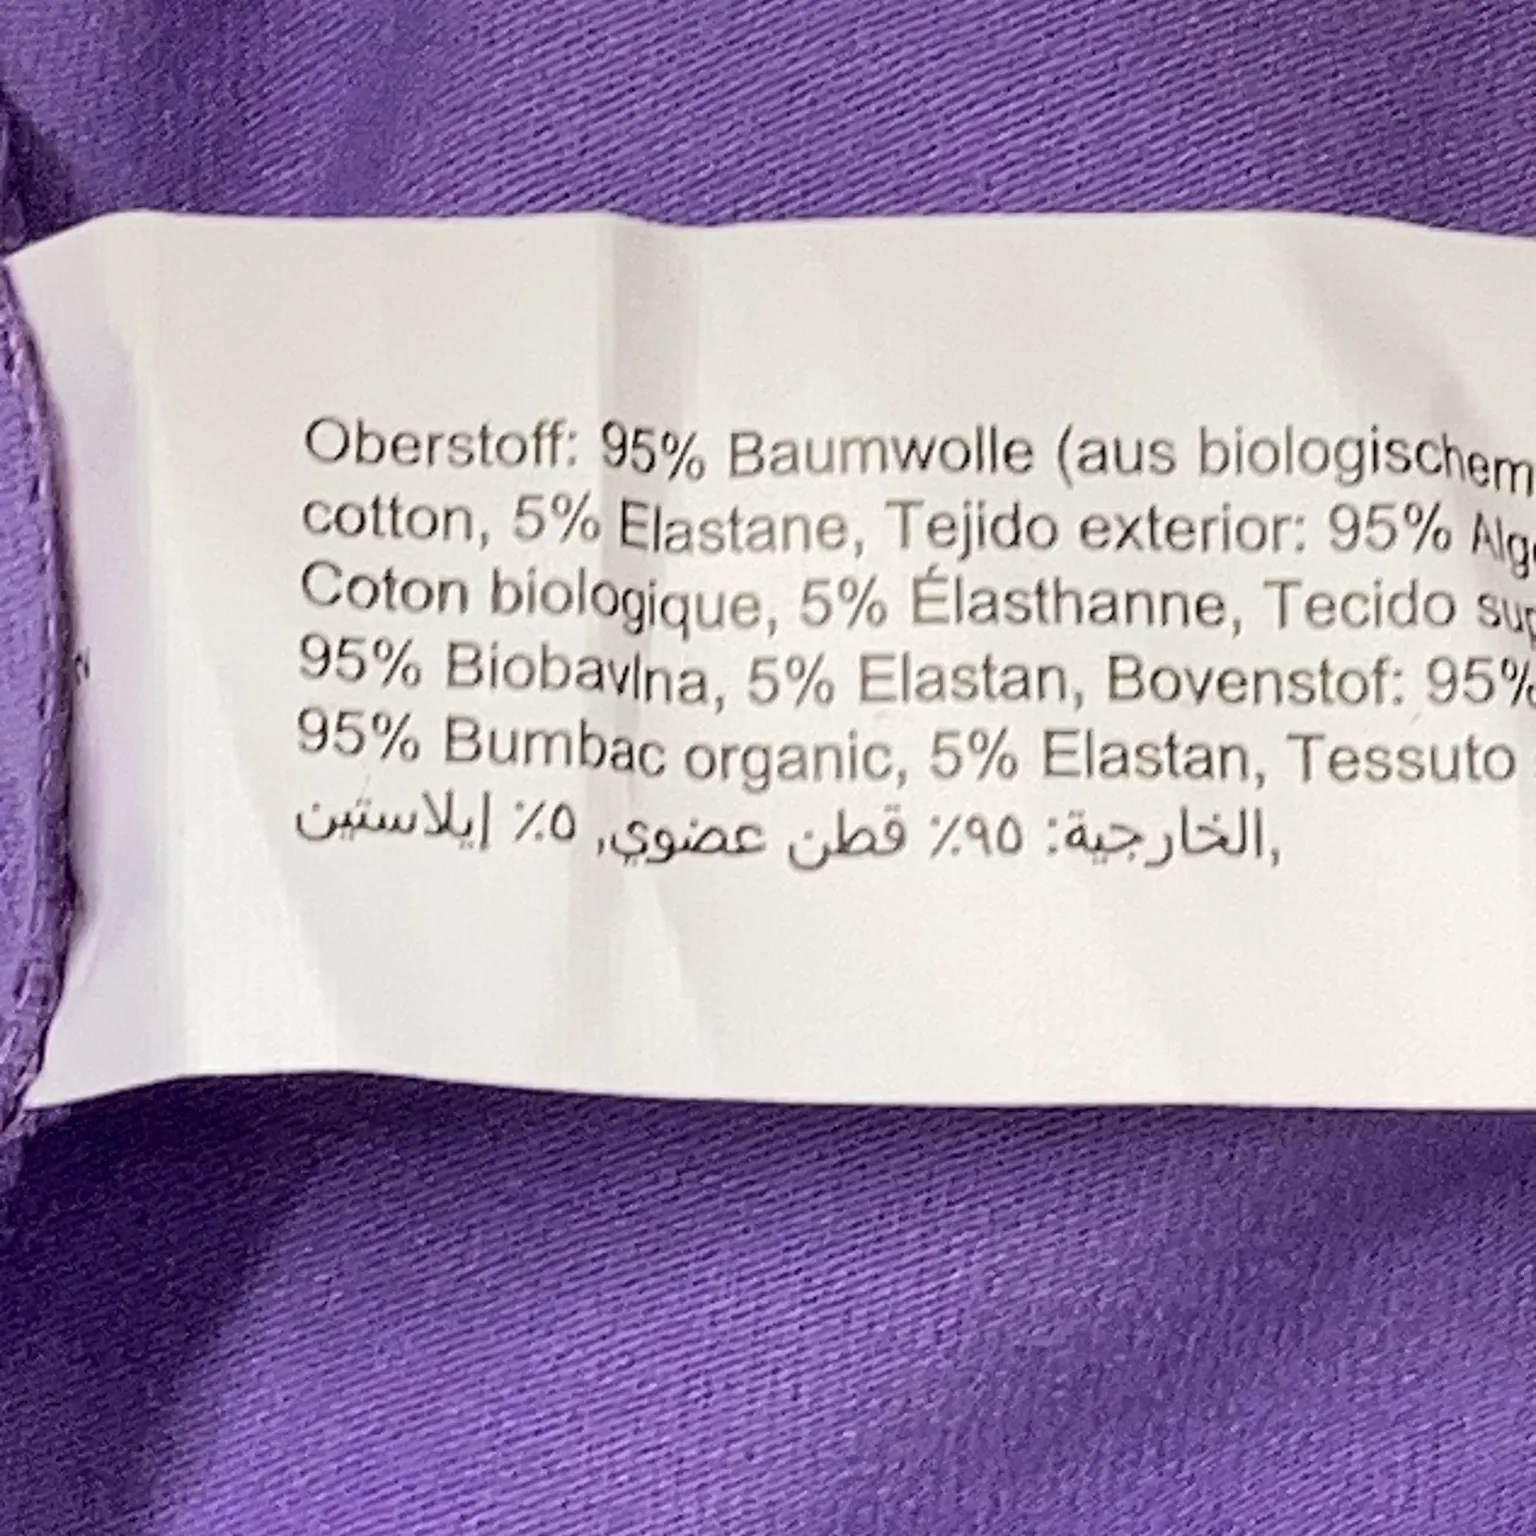 Oberstoff: 95% Baumwolle (aus biologischem
cotton, 5% Elastane, Tejido exterior: 95%
Coton biologique, 5% Élasthanne, Tecido
95% Biobavlna, 5% Elastan, Bovenstof: 95%
95% Bumbac organic, 5% Elastan, Tessuto
الخارجية: ٩٥٪ قطن عضوي, ٥٪ إيلاستين,